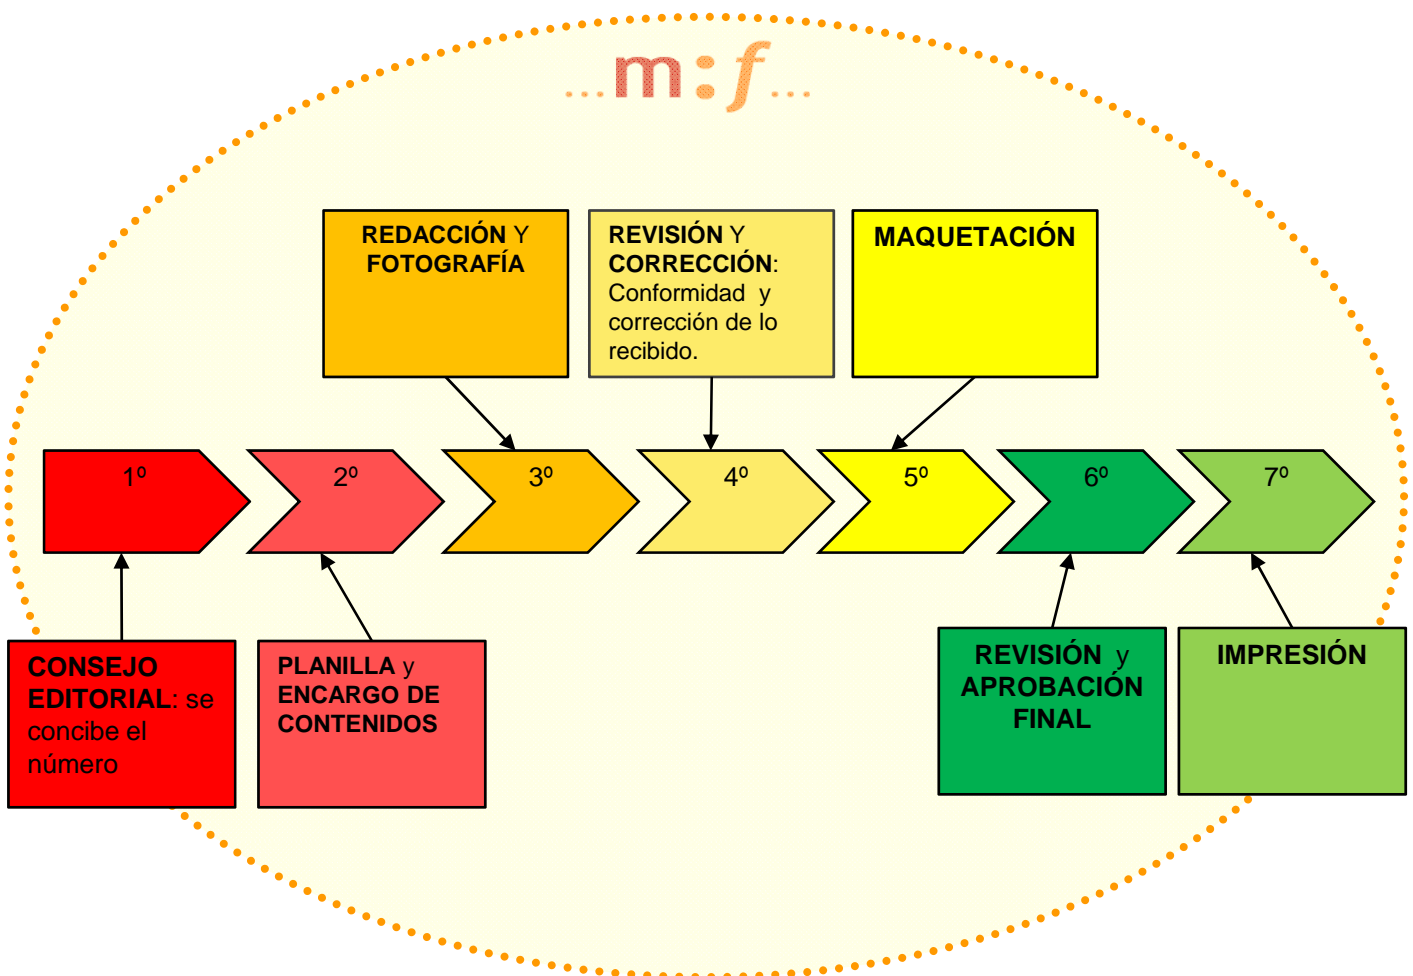 ...m:f...
REDACCIÓN Y
FOTOGRAFÍA
REVISIÓN Y
CORRECCIÓN:
Conformidad y
corrección de lo
recibido.
MAQUETACIÓN
1º
2º
3º
4º
5º
6º
7º
CONSEJO
EDITORIAL: se
concibe el
número
PLANILLA y
ENCARGO DE
CONTENIDOS
REVISIÓN y
APROBACIÓN
FINAL
IMPRESIÓN